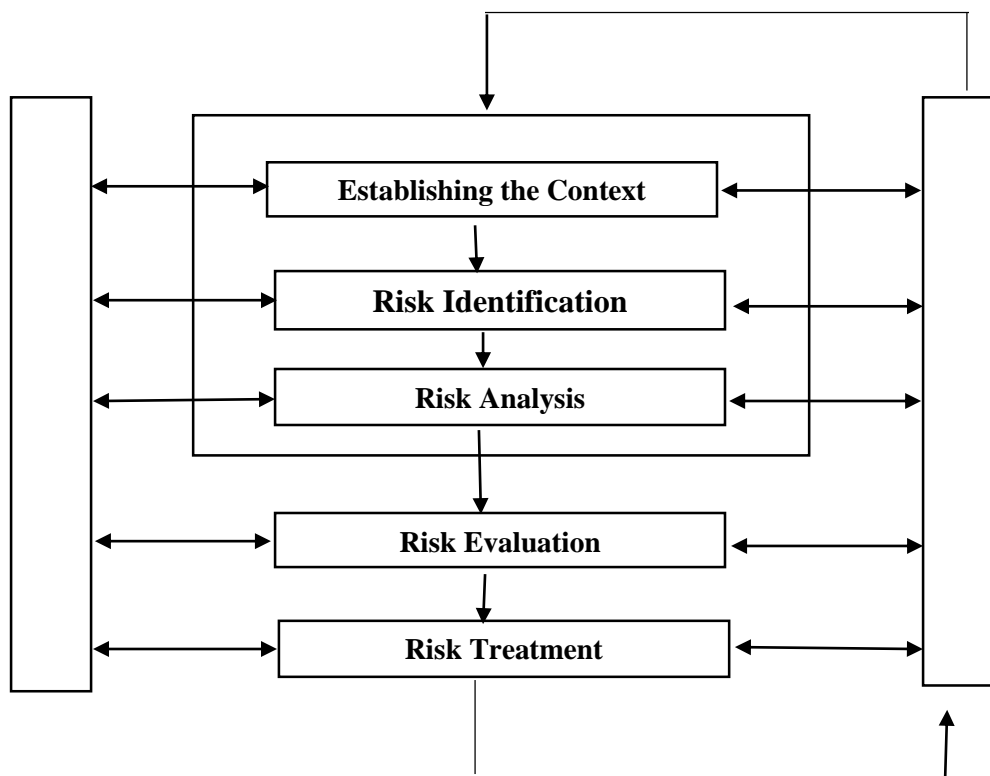 Establishing the Context
Risk Identification
Risk Analysis
Risk Evaluation
Risk Treatment